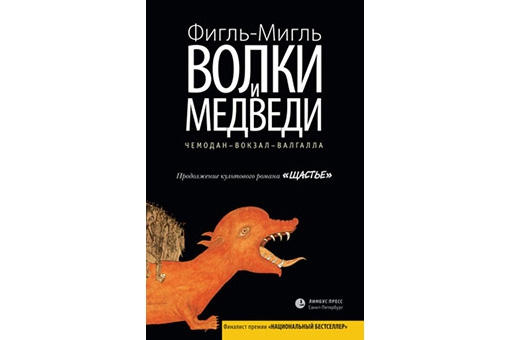 Фигль-Мигль
ВОЛКИ
И
МЕДВЕДИ
ЧЕМОДАН–ВОКЗАЛ–ВАЛГАЛЛА
Продолжение культового романа «ЩАСТЬЕ»
ЛИМБУС ПРЕСС
Санкт-Петербург
Финалист премии «НАЦИОНАЛЬНЫЙ БЕСТСЕЛЛЕР»